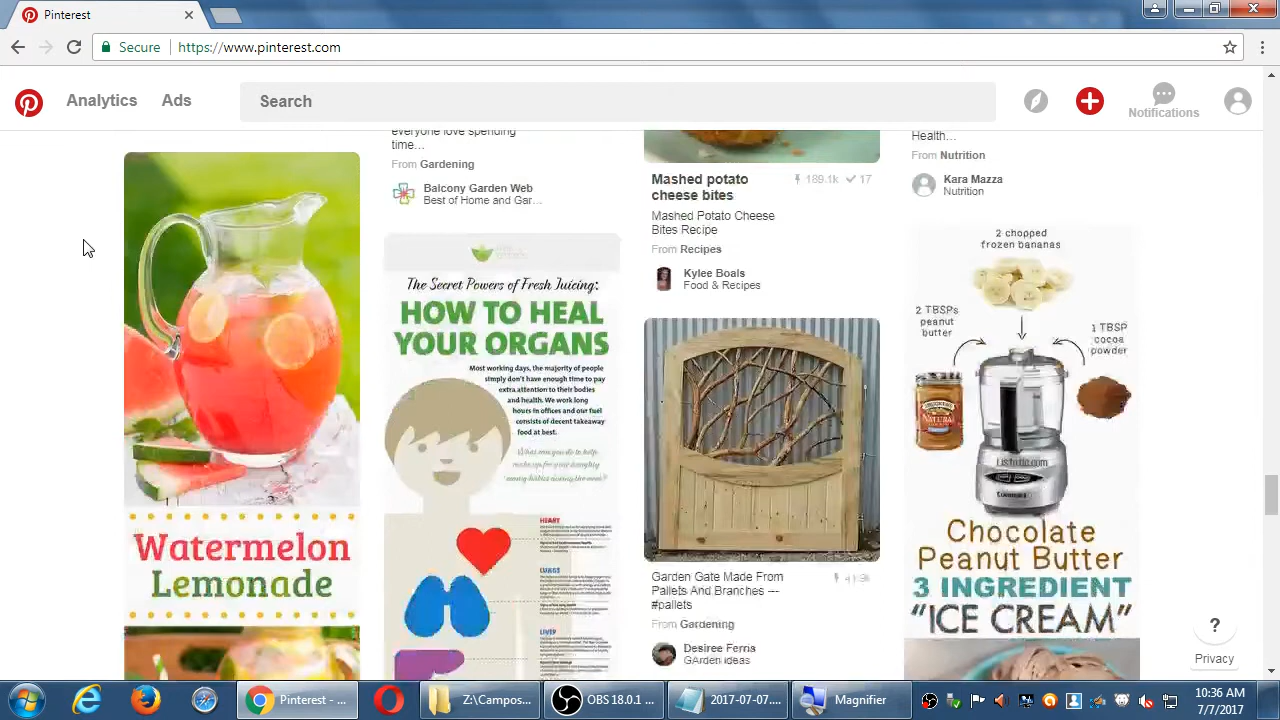 Pinterest
Secure
https://www.pinterest.com
Analytics
Ads
Search
Notifications
everyone love spending
time...
From Gardening
Balcony Garden Web
Best of Home and Gar...
Mashed potato
cheese bites
189.1k
17
Mashed Potato Cheese
Bites Recipe
From Recipes
Kylee Boals
Food & Recipes
Health...
From Nutrition
Kara Mazza
Nutrition
Watermelon
Lemonade
The Secret Powers of Fresh Juicing:
HOW TO HEAL
YOUR ORGANS
Most working days, the majority of people
simply don't have enough time to pay
extra attention to their bodies
and health. We work long
hours in offices and our fuel
consists of decent takeaway
food at best.
HEART
LUNGS
LIVER
Garden Gate Made From
#pallets
From Gardening
Desiree Ferns
GArden ideas
2 chopped
frozen bananas
2 TBSPs
peanut
butter
1 TBSP
cocoa
powder
Chocolate
Peanut Butter
3 INGREDIENT
"ICE CREAM"
?
Privacy
Pinterest - ...
Z:\Campos...
OBS 18.0.1 ...
2017-07-07....
Magnifier
10:36 AM
7/7/2017